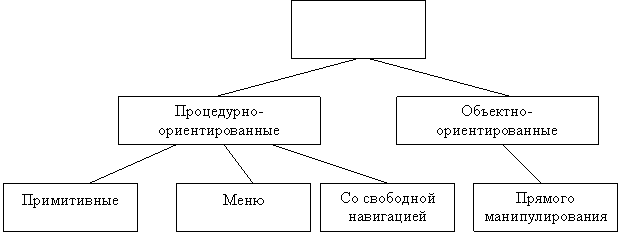 Процедурно-
ориентированные
Объектно-
ориентированные
Примитивные
Меню
Со свободной
навигацией
Прямого
манипулирования